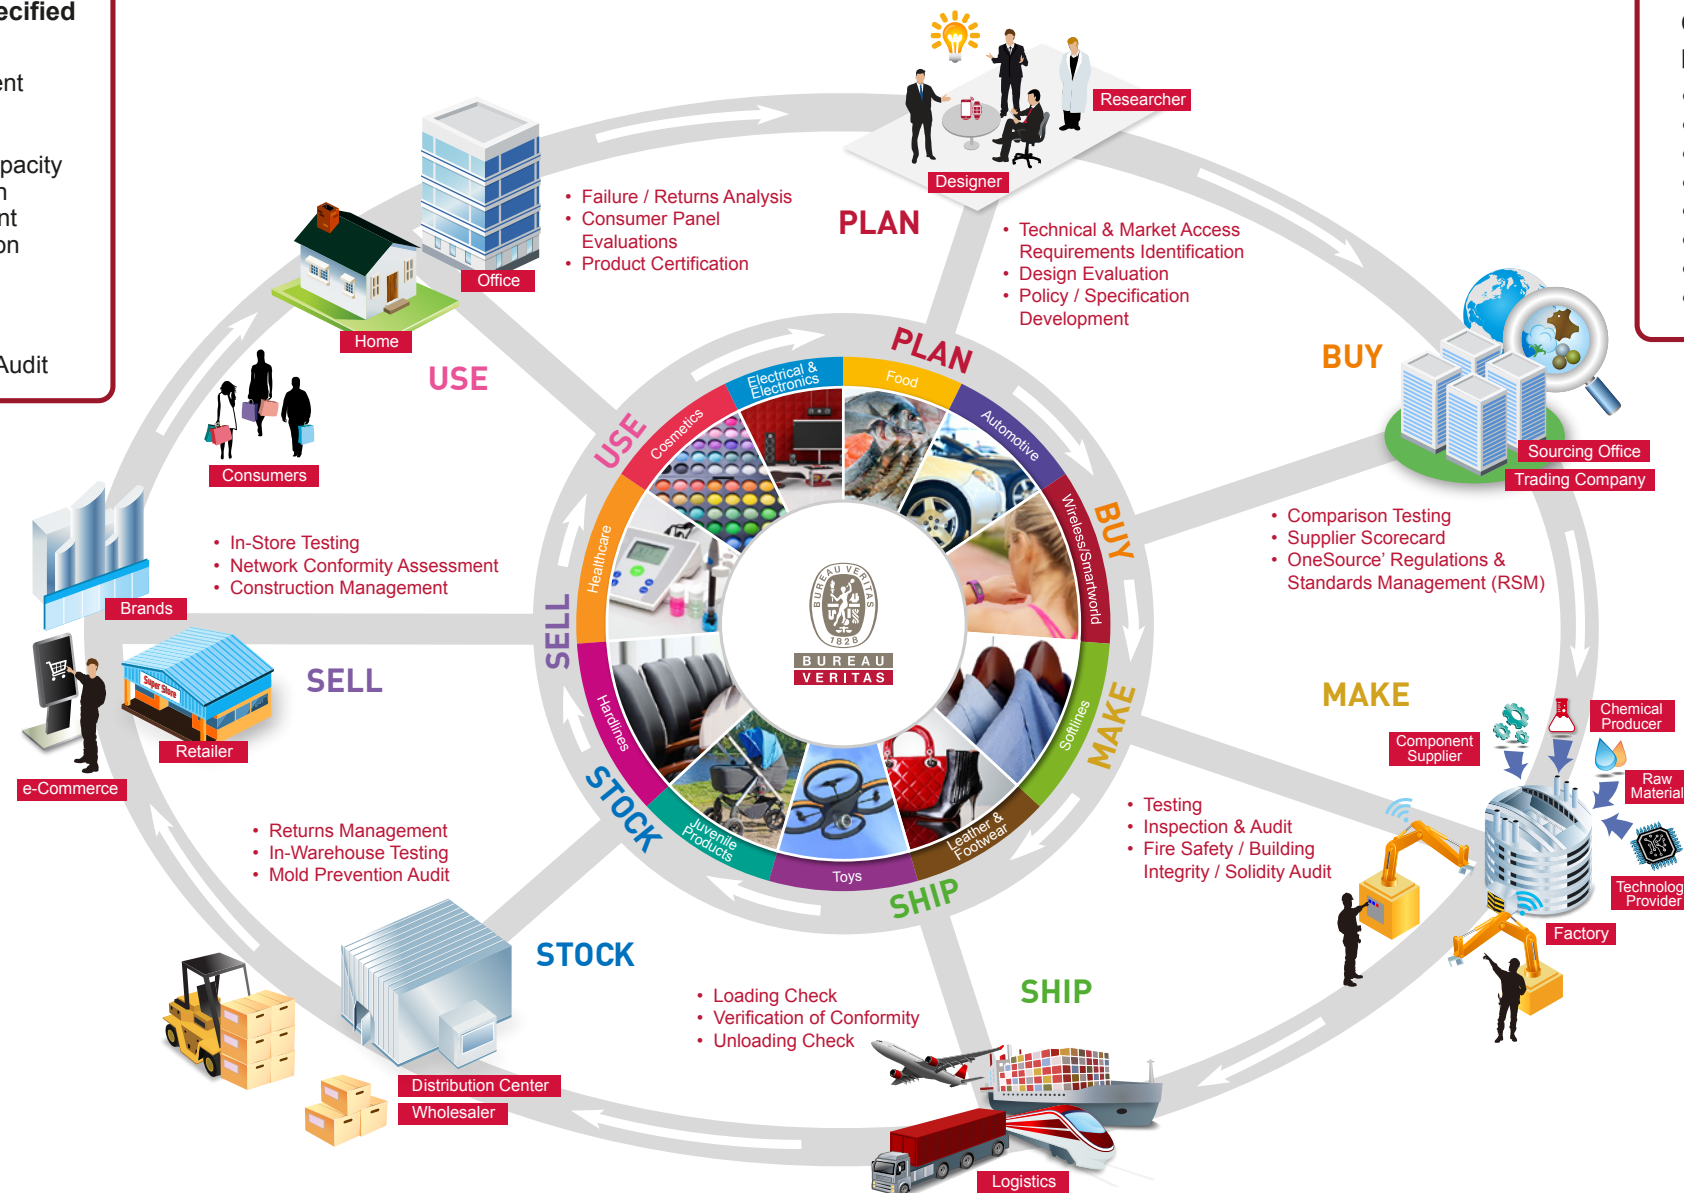 ecified
ent
pacity
n
nt
on
Audit
Researcher
Designer
Office
Home
Consumers
PLAN
• Failure / Returns Analysis
• Consumer Panel
Evaluations
• Product Certification
• Technical & Market Access
Requirements Identification
• Design Evaluation
• Policy / Specification
Development
USE
BUY
Sourcing Office
Trading Company
• Comparison Testing
• Supplier Scorecard
• OneSource' Regulations &
Standards Management (RSM)
Brands
• In-Store Testing
• Network Conformity Assessment
• Construction Management
SELL
Super Store
Retailer
e-Commerce
PLAN
BUY
MAKE
SHIP
STOCK
SELL
USE
Electrical &
Electronics
Food
Automotive
Wireless/Smartworld
Softlines
Leather &
Footwear
Toys
Juvenile
Products
Hardlines
Healthcare
Cosmetics
BUREAU VERITAS
1828
BUREAU
VERITAS
MAKE
Chemical
Producer
Component
Supplier
Raw
Material
Technolog
Provider
Factory
• Testing
• Inspection & Audit
• Fire Safety / Building
Integrity / Solidity Audit
• Returns Management
• In-Warehouse Testing
• Mold Prevention Audit
STOCK
Distribution Center
Wholesaler
SHIP
• Loading Check
• Verification of Conformity
• Unloading Check
Logistics